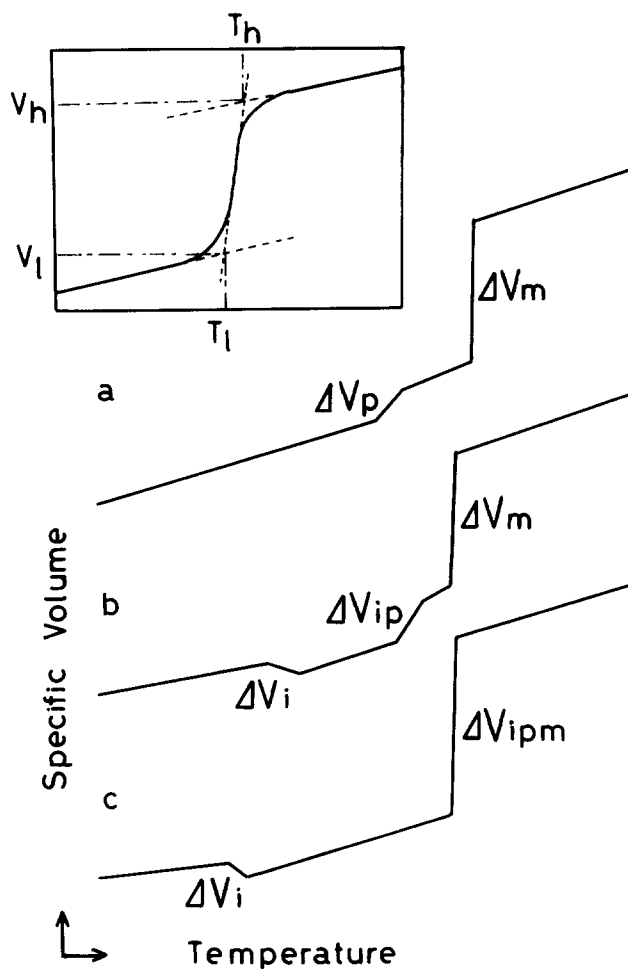 Th
Vh
Vl
Tl
a
ΔVm
ΔVp
b
ΔVm
ΔVip
ΔVi
c
ΔVipm
ΔVi
Specific Volume
Temperature